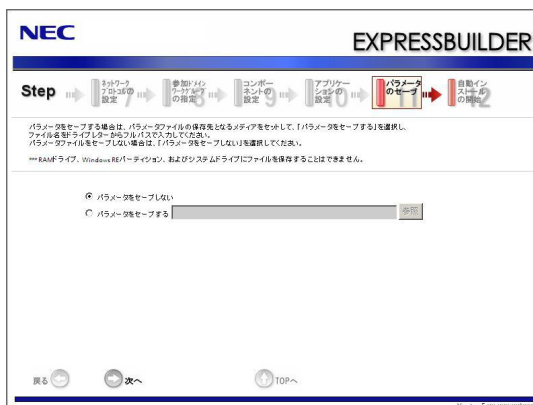 NEC
EXPRESSBUILDER
Step
ネットワークプロトコルの設定 7
参加ドメインワークグループの指定 8
コンポーネントの設定 9
アプリケーションの設定 10
パラメータのセーブ 11
自動インストールの開始 12
パラメータをセーブする場合は、パラメータファイルの保存先となるメディアをセットして、「パラメータをセーブする」を選択し、
ファイル名をドライブレターからフルパスで入力してください。
パラメータファイルをセーブしない場合は、「パラメータをセーブしない」を選択してください。
*** RAMドライブ、Windows REパーティション、およびシステムドライブにファイルを保存することはできません。
パラメータをセーブしない
パラメータをセーブする
参照
戻る
次へ
TOPへ